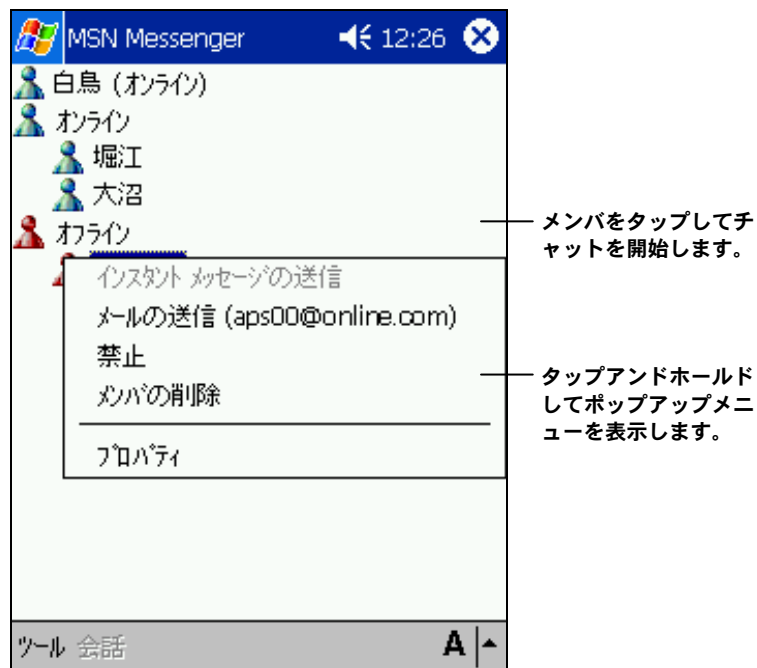 MSN Messenger 12:26
白鳥 (オンライン)
オンライン
堀江
大沼
オフライン
インスタント メッセージの送信
メールの送信 (aps00@online.com)
禁止
メンバの削除
プロパティ
ツール 会話 A
メンバをタップしてチ
ャットを開始します。
タップアンドホールド
してポップアップメニ
ューを表示します。